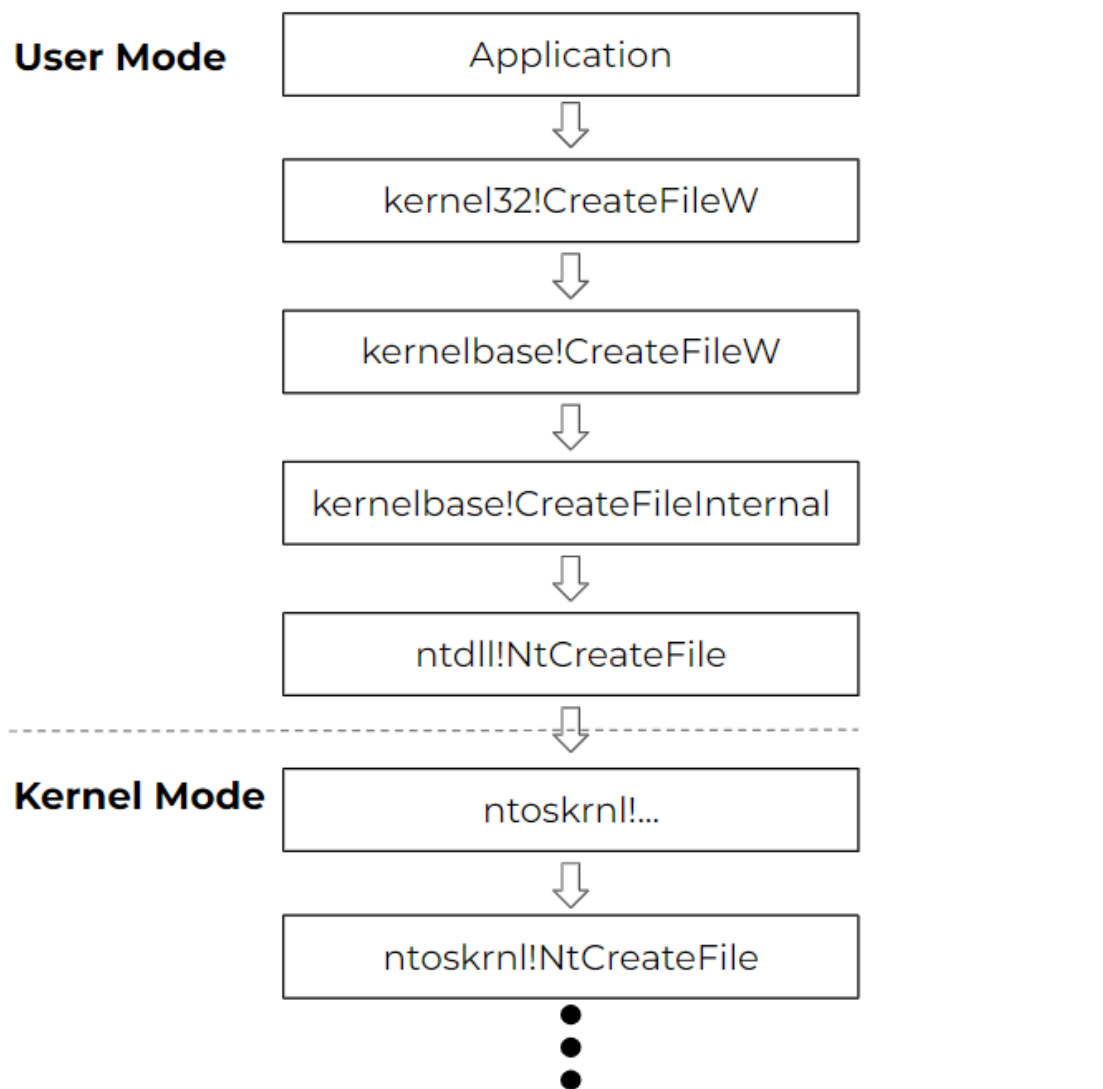 User Mode
Application
kernel32!CreateFileW
kernelbase!CreateFileW
kernelbase!CreateFileInternal
ntdll!NtCreateFile
Kernel Mode
ntoskrnl!...
ntoskrnl!NtCreateFile